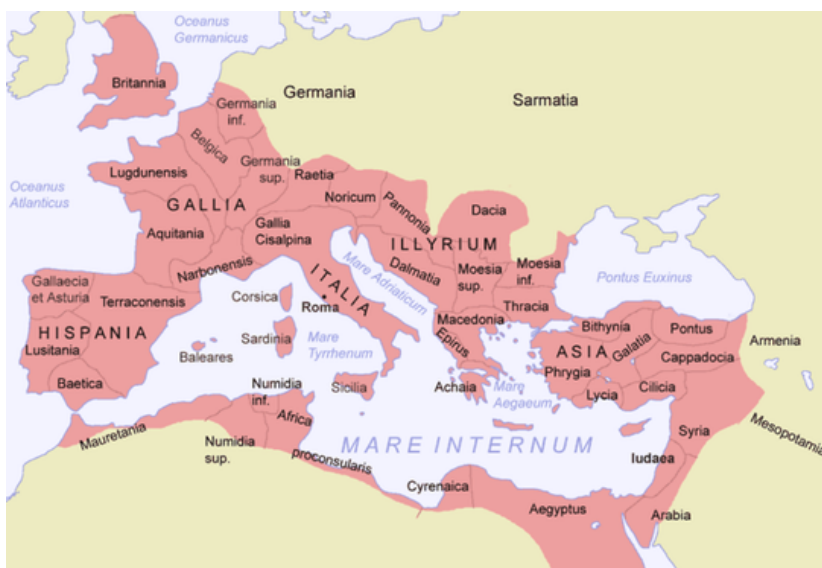 Oceanus
Germanicus
Britannia
Germania
Sarmatia
Germania
inf.
Belgica
Lugdunensis
Germania
sup.
Raetia
Noricum
Pannonia
Dacia
Oceanus
Atlanticus
GALLIA
Aquitania
Gallia
Cisalpina
ILLYRIUM
Dalmatia
Moesia
sup.
Moesia
inf.
Pontus Euxinus
Narbonensis
ITALIA
Mare Adriaticum
Gallaecia
et Asturia
Terraconensis
Corsica
Roma
Thracia
Macedonia
Epirus
Bithynia
Pontus
Galatia
Armenia
HISPANIA
Lusitania
Baetica
Baleares
Sardinia
Mare
Tyrrhenum
Sicilia
Achaia
Mare
Aegaeum
ASIA
Phrygia
Cappadocia
Lycia
Cilicia
Mesopotamia
Numidia
inf.
Africa
proconsularis
Mauretania
Numidia
sup.
MARE INTERNUM
Syria
Iudaea
Cyrenaica
Aegyptus
Arabia